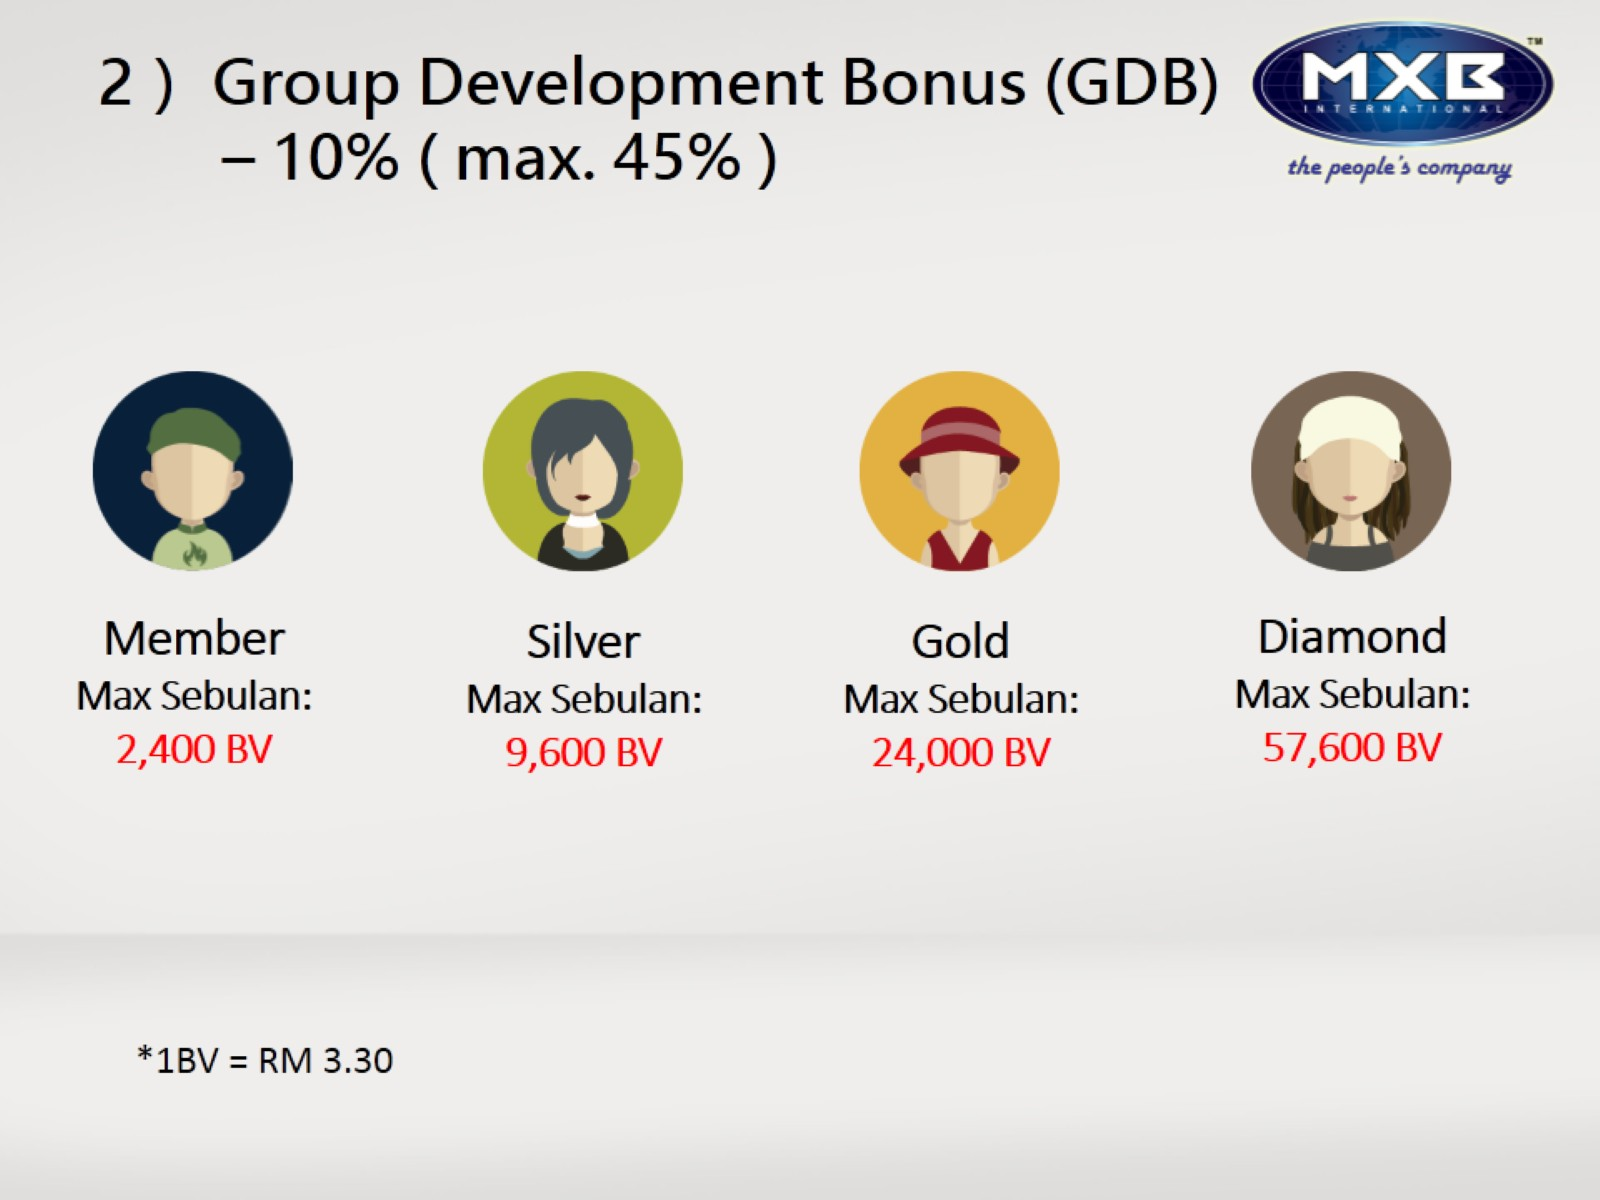 2 ) Group Development Bonus (GDB)
– 10% ( max. 45% )
MXB
INTERNATIONAL
TM
the people's company
Member
Max Sebulan:
2,400 BV
Silver
Max Sebulan:
9,600 BV
Gold
Max Sebulan:
24,000 BV
Diamond
Max Sebulan:
57,600 BV
*1BV = RM 3.30